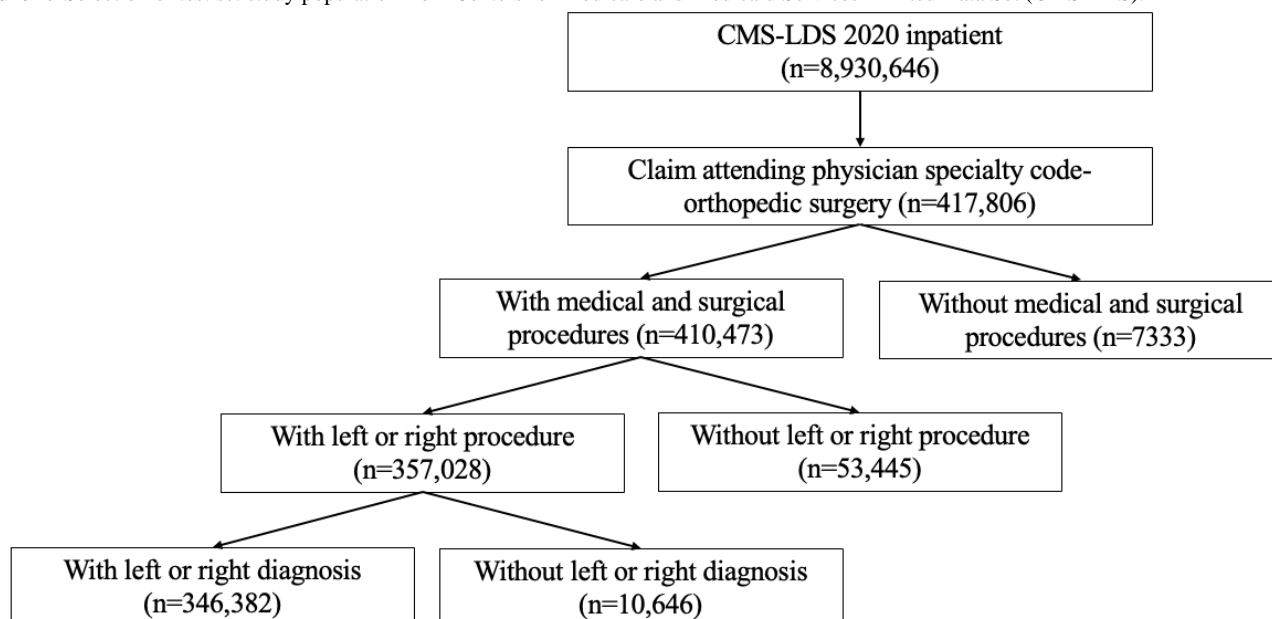 CMS-LDS 2020 inpatient
(n=8,930,646)
Claim attending physician specialty code-
orthopedic surgery (n=417,806)
With medical and surgical
procedures (n=410,473)
Without medical and surgical
procedures (n=7333)
With left or right procedure
(n=357,028)
Without left or right procedure
(n=53,445)
With left or right diagnosis
(n=346,382)
Without left or right diagnosis
(n=10,646)